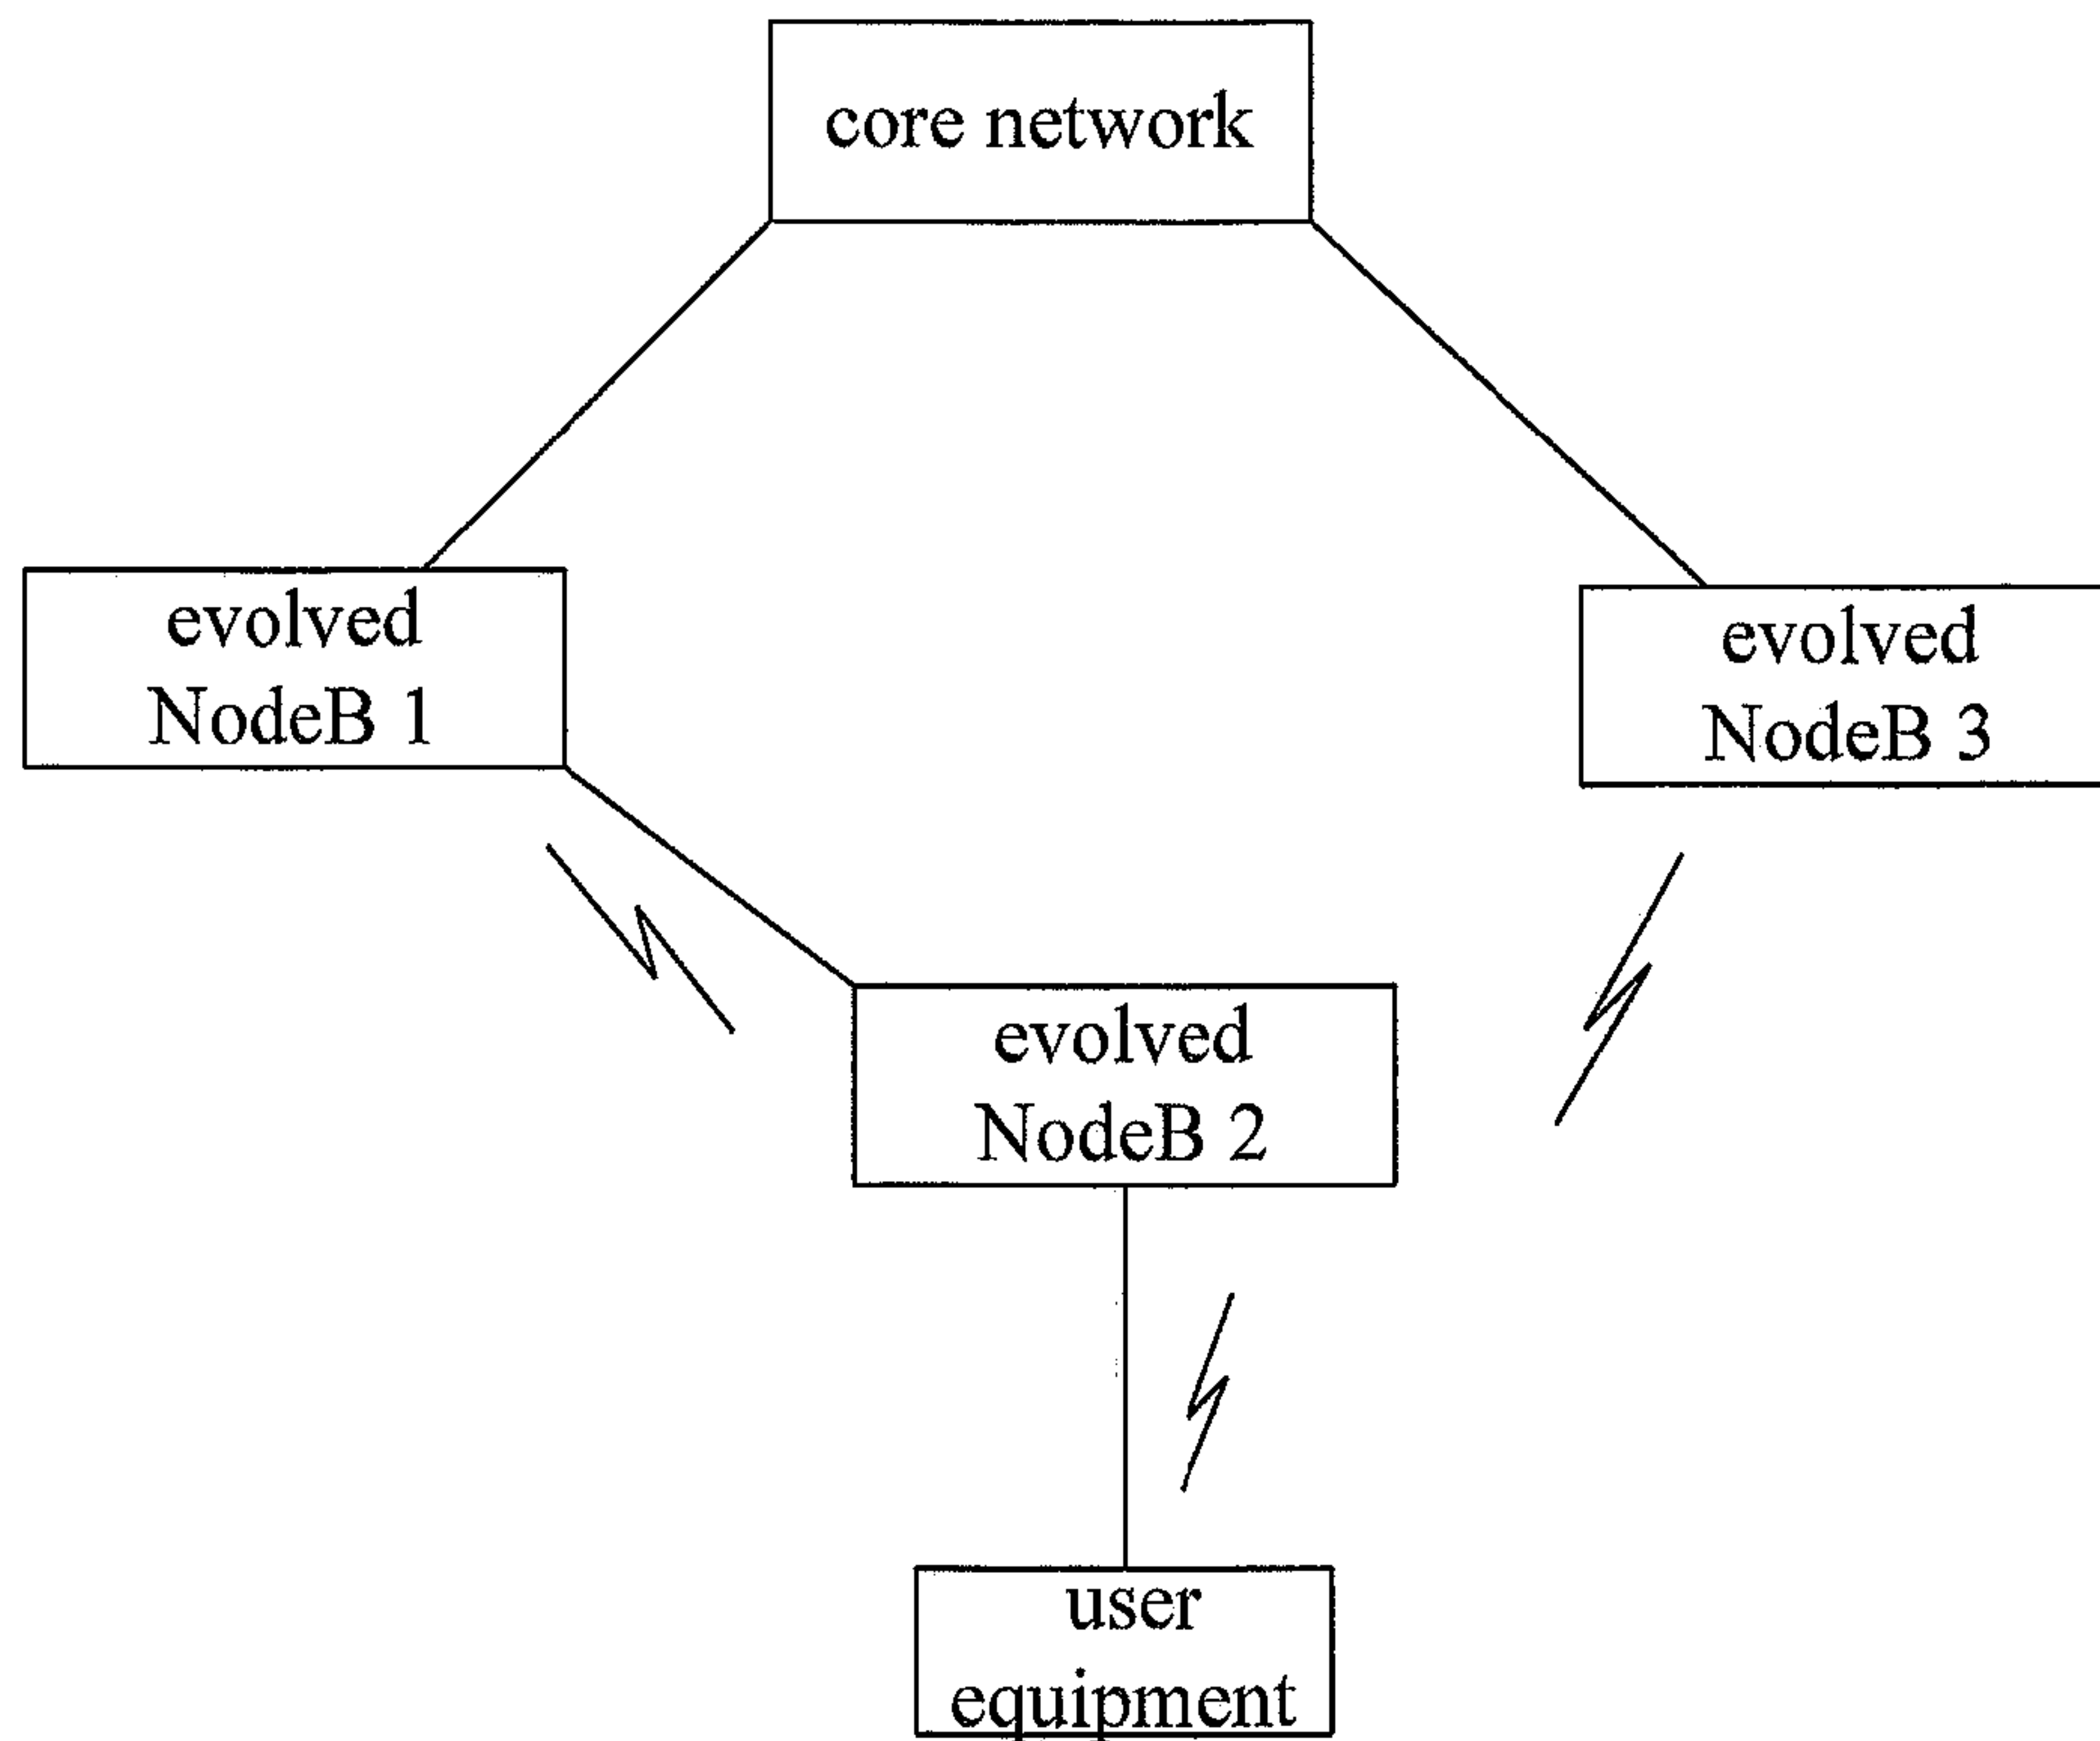 core network
evolved
NodeB 1
evolved
NodeB 3
evolved
NodeB 2
user
equipment